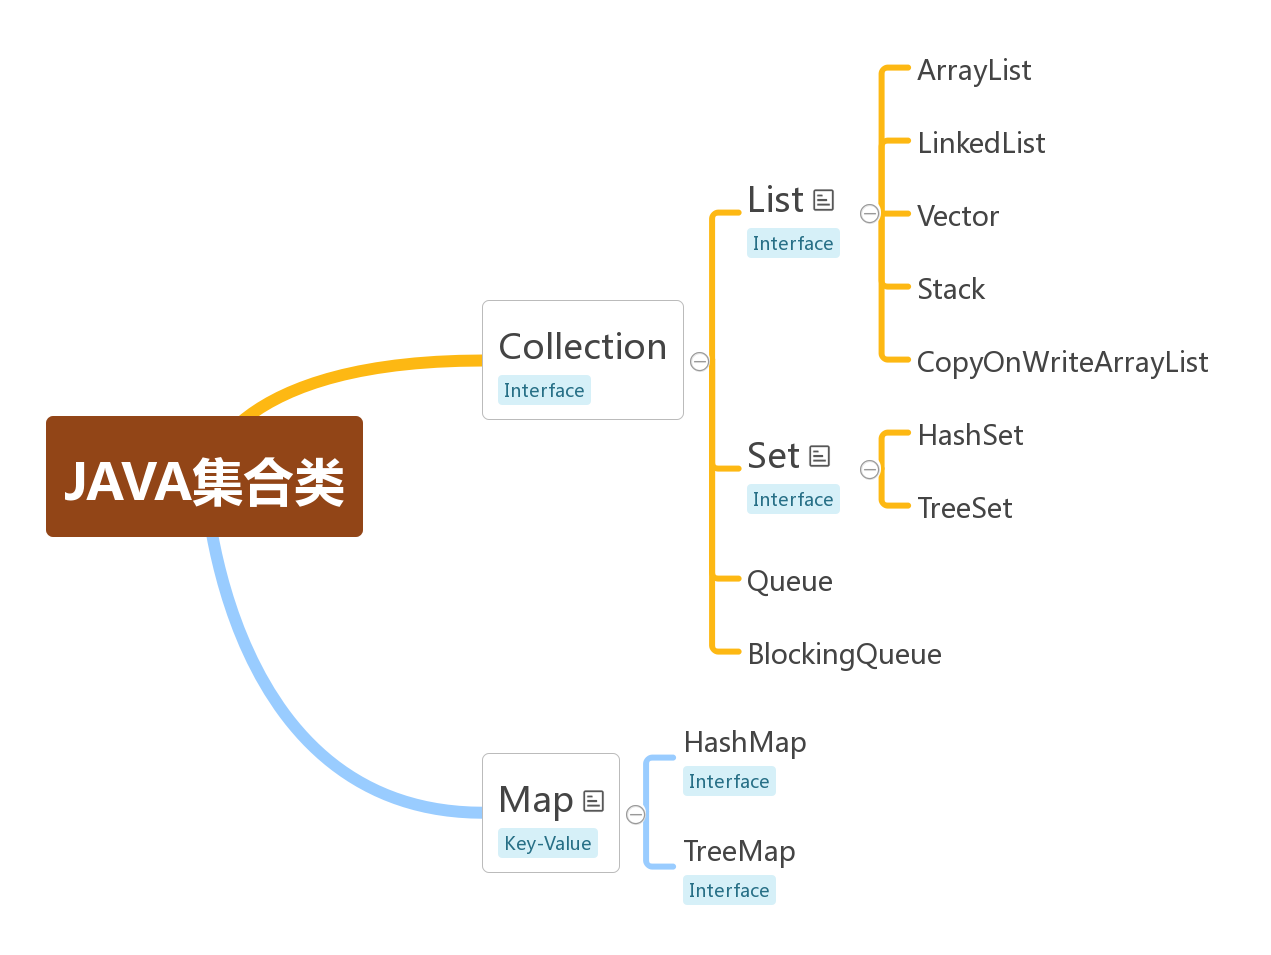 JAVA集合类
Collection
Interface
List
Interface
ArrayList
LinkedList
Vector
Stack
CopyOnWriteArrayList
Set
Interface
HashSet
TreeSet
Queue
BlockingQueue
Map
Key-Value
HashMap
Interface
TreeMap
Interface